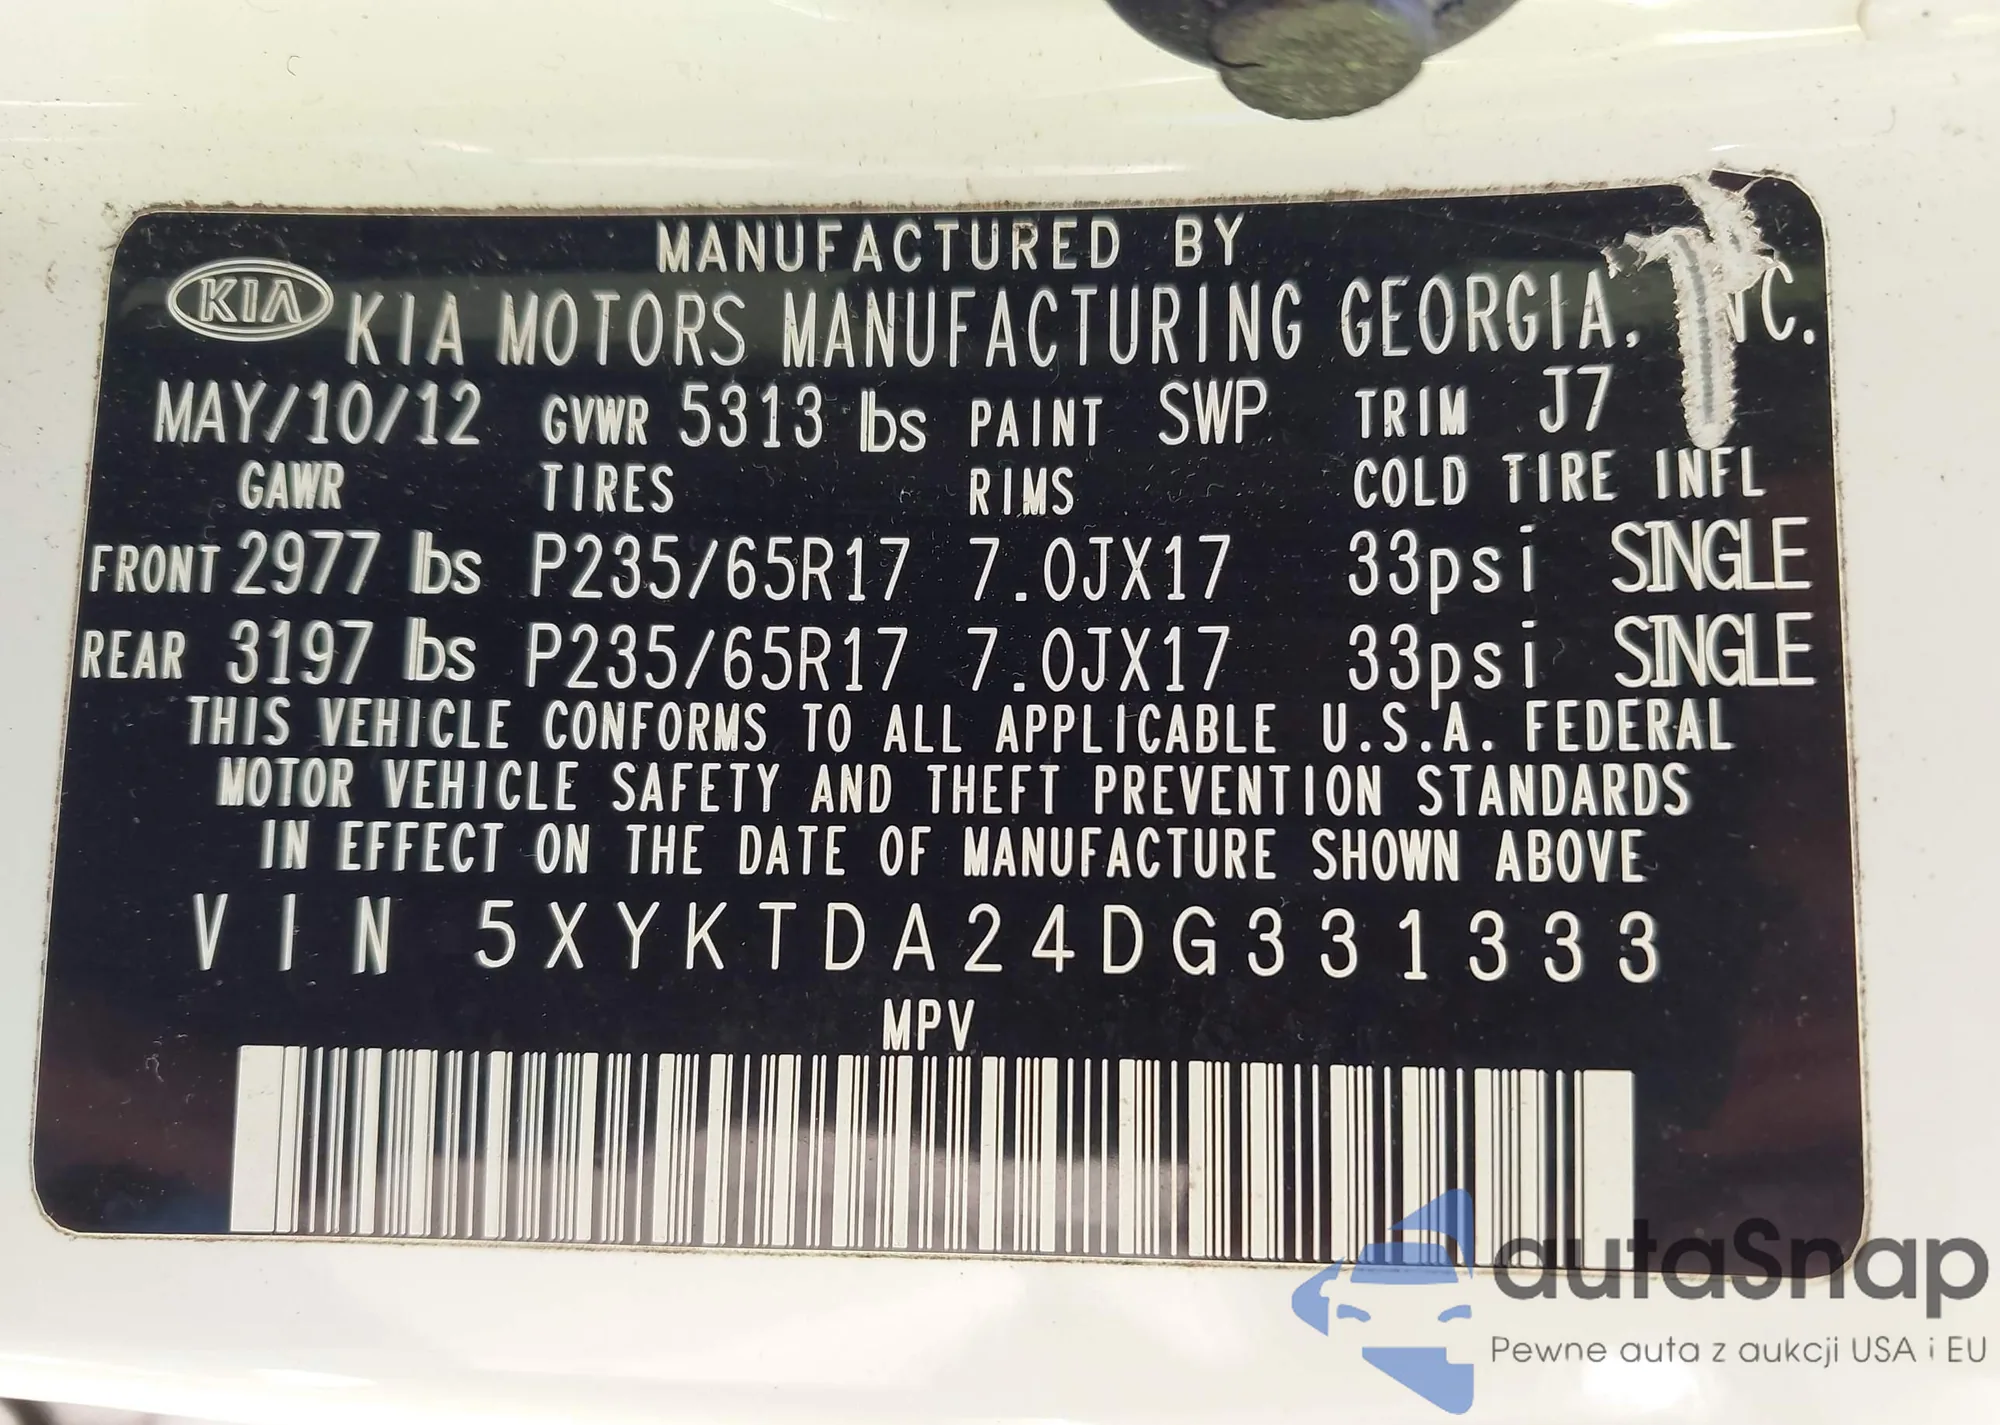 MANUFACTURED BY
KIA KIA MOTORS MANUFACTURING GEORGIA, INC.
MAY/10/12 GVWR 5313 lbs PAINT SWP TRIM J7
GAWR TIRES RIMS COLD TIRE INFL
FRONT 2977 lbs P235/65R17 7.0JX17 33psi SINGLE
REAR 3197 lbs P235/65R17 7.0JX17 33psi SINGLE
THIS VEHICLE CONFORMS TO ALL APPLICABLE U.S.A. FEDERAL
MOTOR VEHICLE SAFETY AND THEFT PREVENTION STANDARDS
IN EFFECT ON THE DATE OF MANUFACTURE SHOWN ABOVE
VIN 5XYKTDA24DG331333
MPV
autaSnap
Pewne auta z aukcji USA i EU